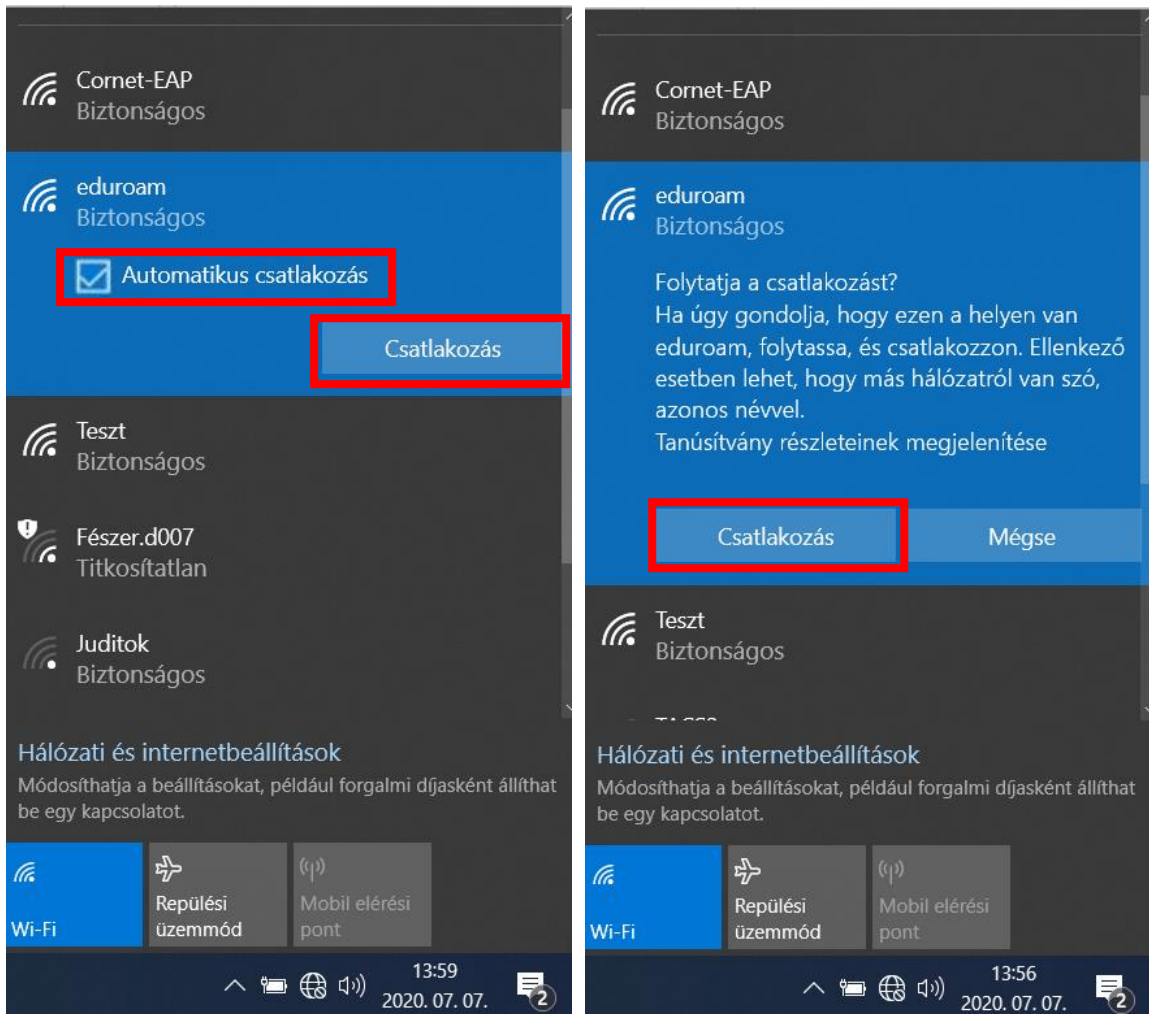 Cornet-EAP
Biztonságos
eduroam
Biztonságos
Automatikus csatlakozás
Csatlakozás
Teszt
Biztonságos
Fészer.d007
Titkosítatlan
Juditok
Biztonságos
Hálózati és internetbeállítások
Módosíthatja a beállításokat, például forgalmi díjasként állíthat
be egy kapcsolatot.
Wi-Fi
Repülési
üzemmód
Mobil elérési
pont
13:59
2020. 07. 07.
2
Cornet-EAP
Biztonságos
eduroam
Biztonságos
Folytatja a csatlakozást?
Ha úgy gondolja, hogy ezen a helyen van
eduroam, folytassa, és csatlakozzon. Ellenkező
esetben lehet, hogy más hálózatról van szó,
azonos névvel.
Tanúsítvány részleteinek megjelenítése
Csatlakozás
Mégse
Teszt
Biztonságos
Hálózati és internetbeállítások
Módosíthatja a beállításokat, például forgalmi díjasként állíthat
be egy kapcsolatot.
Wi-Fi
Repülési
üzemmód
Mobil elérési
pont
13:56
2020. 07. 07.
2